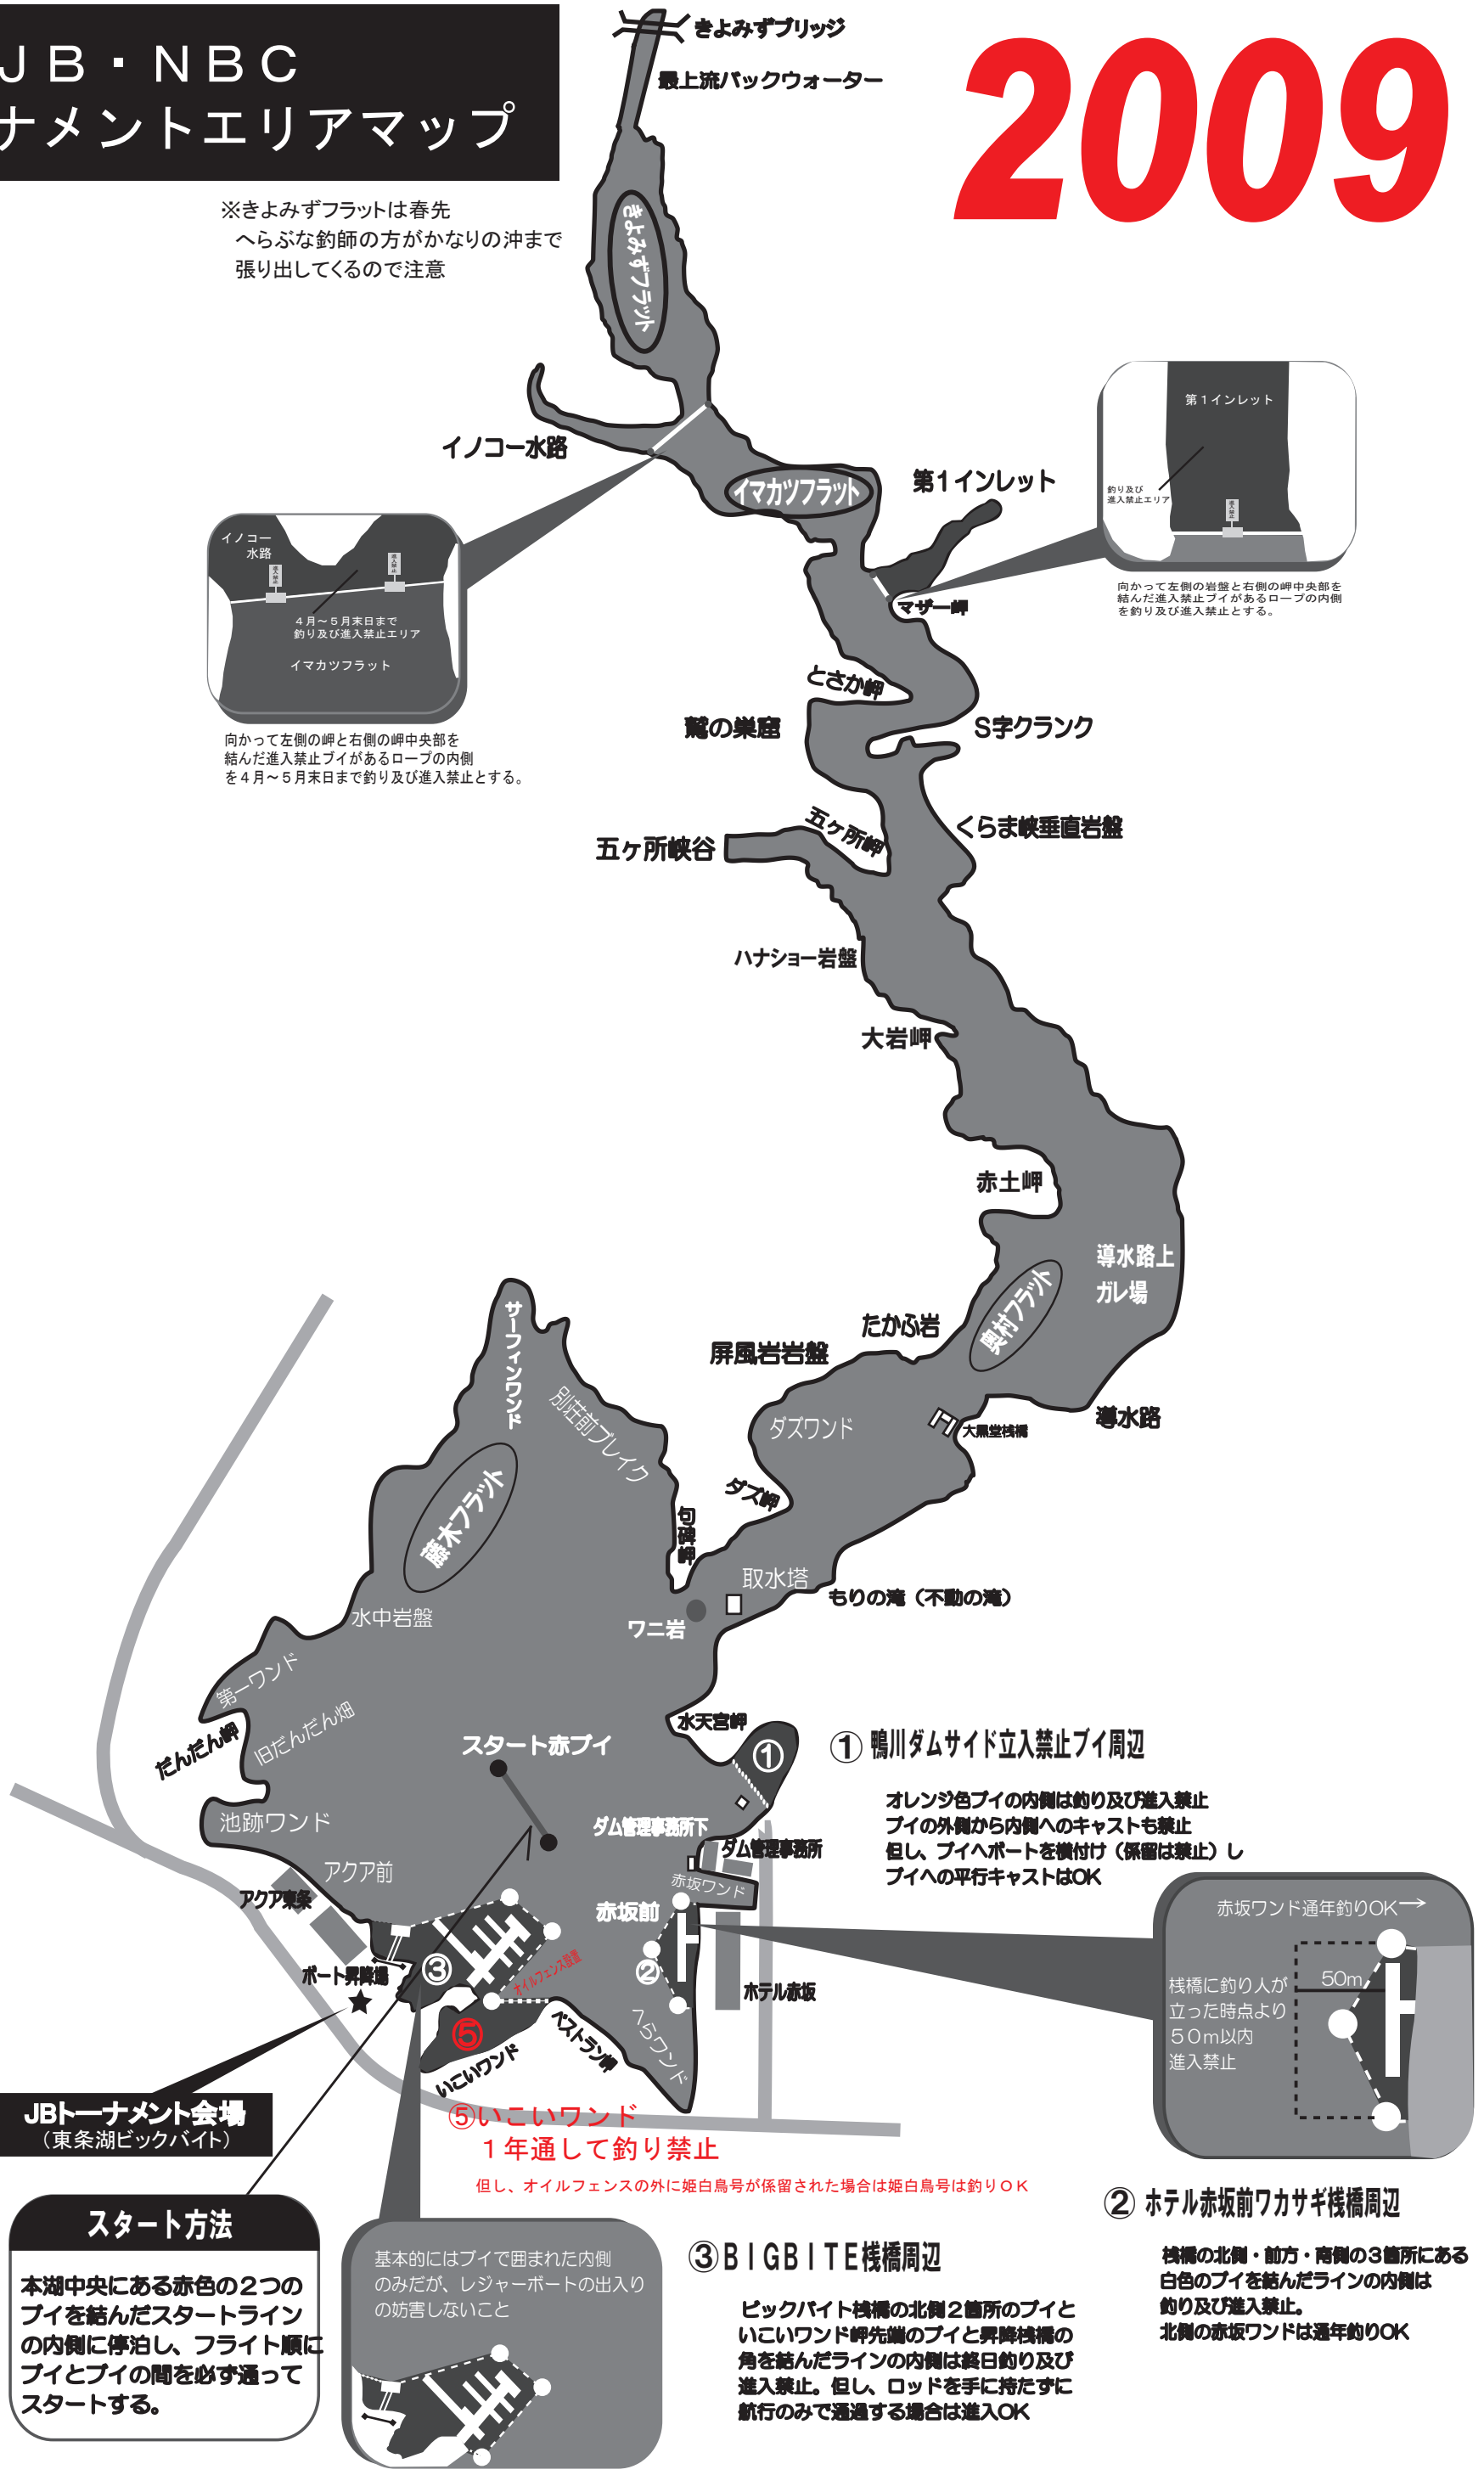 JB・NBC
ナメントエリアマップ
2009
きよみずブリッジ
最上流バックウォーター
※きよみずフラットは春先
へらぶな釣師の方がかなりの沖まで
張り出してくるので注意
きよみずフラット
イノコー水路
イマカツフラット
第1インレット
マザー岬
イノコー
水路
進入禁止
進入禁止
4月~5月末日まで
釣り及び進入禁止エリア
イマカツフラット
向かって左側の岬と右側の岬中央部を
結んだ進入禁止ブイがあるロープの内側
を4月~5月末日まで釣り及び進入禁止とする。
第1インレット
釣り及び
進入禁止エリア
進入禁止
向かって左側の岩盤と右側の岬中央部を
結んだ進入禁止ブイがあるロープの内側
を釣り及び進入禁止とする。
とさか岬
鷲の巣窟
S字クランク
五ヶ所岬
くらま峡垂直岩盤
五ヶ所峡谷
ハナショー岩盤
大岩岬
赤土岬
導水路上
ガレ場
奥村フラット
たかふ岩
屏風岩岩盤
ダズワンド
大黒堂桟橋
導水路
ダズ岬
サーフィンワンド
別荘前ブレイク
藤木フラット
句碑岬
取水塔
もりの滝(不動の滝)
ワニ岩
水中岩盤
第一ワンド
だんだん岬
旧だんだん畑
スタート赤ブイ
水天宮岬
①
池跡ワンド
アクア前
アクア東条
ダム管理事務所下
ダム管理事務所
赤坂ワンド
赤坂前
②
③
オイルフェンス設置
ボート昇降場
ホテル赤坂
⑤
いこいワンド
ベストラン岬
へらワンド
①鴨川ダムサイド立入禁止ブイ周辺
オレンジ色ブイの内側は釣り及び進入禁止
ブイの外側から内側へのキャストも禁止
但し、ブイへボートを横付け(係留は禁止)し
ブイへの平行キャストはOK
赤坂ワンド通年釣りOK→
50m
桟橋に釣り人が
立った時点より
50m以内
進入禁止
JBトーナメント会場
(東条湖ビックバイト)
⑤いこいワンド
1年通して釣り禁止
但し、オイルフェンスの外に姫白鳥号が係留された場合は姫白鳥号は釣りOK
スタート方法
本湖中央にある赤色の2つの
ブイを結んだスタートライン
の内側に停泊し、フライト順に
ブイとブイの間を必ず通って
スタートする。
基本的にはブイで囲まれた内側
のみだが、レジャーボートの出入り
の妨害しないこと
③BIGBITE桟橋周辺
ビックバイト桟橋の北側2箇所のブイと
いこいワンド岬先端のブイと昇降桟橋の
角を結んだラインの内側は終日釣り及び
進入禁止。但し、ロッドを手に持たずに
航行のみで通過する場合は進入OK
②ホテル赤坂前ワカサギ桟橋周辺
桟橋の北側・前方・南側の3箇所にある
白色のブイを結んだラインの内側は
釣り及び進入禁止。
北側の赤坂ワンドは通年釣りOK